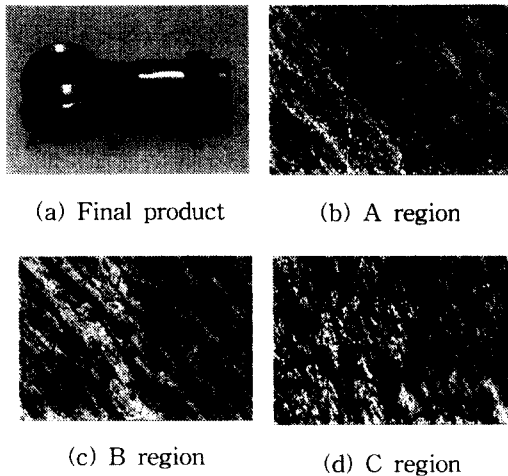 (a) Final product
(b) A region
(c) B region
(d) C region